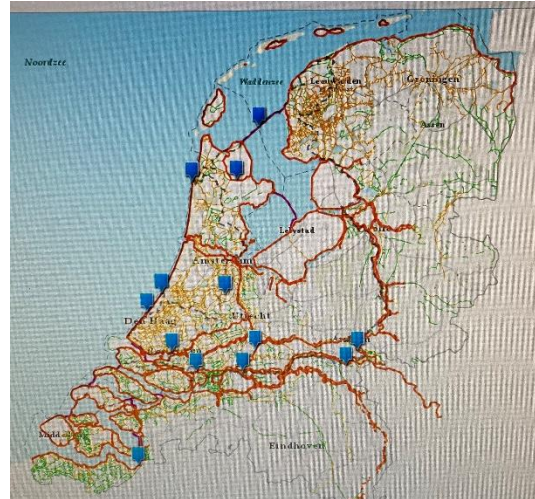 Noordzee
Waddenzee
Leeuwarden
Groningen
Assen
Lelystad
Amsterdam
Den Haag
Utrecht
Eindhoven